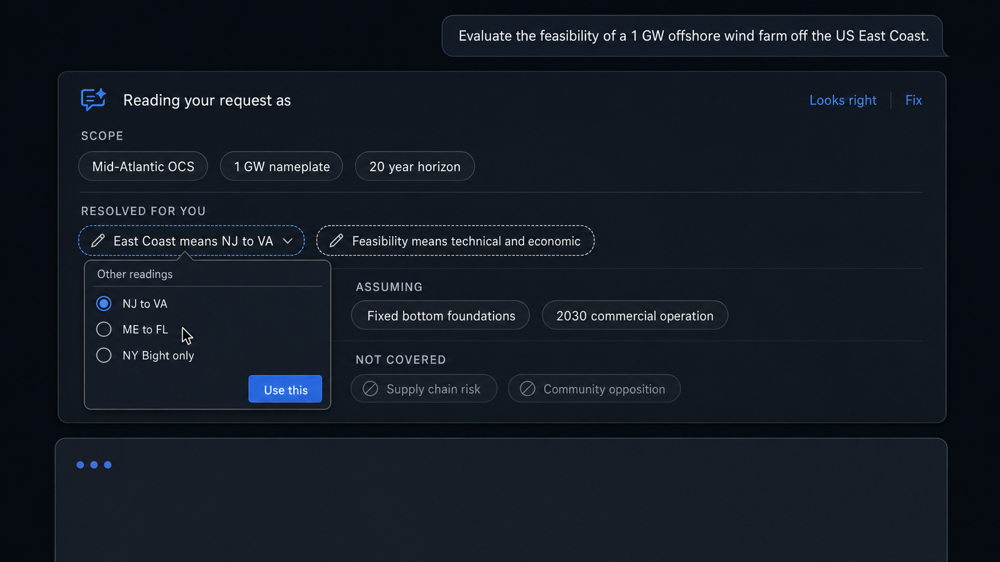 Evaluate the feasibility of a 1 GW offshore wind farm off the US East Coast.
Reading your request as
Looks right
Fix
SCOPE
Mid-Atlantic OCS
1 GW nameplate
20 year horizon
RESOLVED FOR YOU
East Coast means NJ to VA
Feasibility means technical and economic
Other readings
NJ to VA
ME to FL
NY Bight only
Use this
ASSUMING
Fixed bottom foundations
2030 commercial operation
NOT COVERED
Supply chain risk
Community opposition